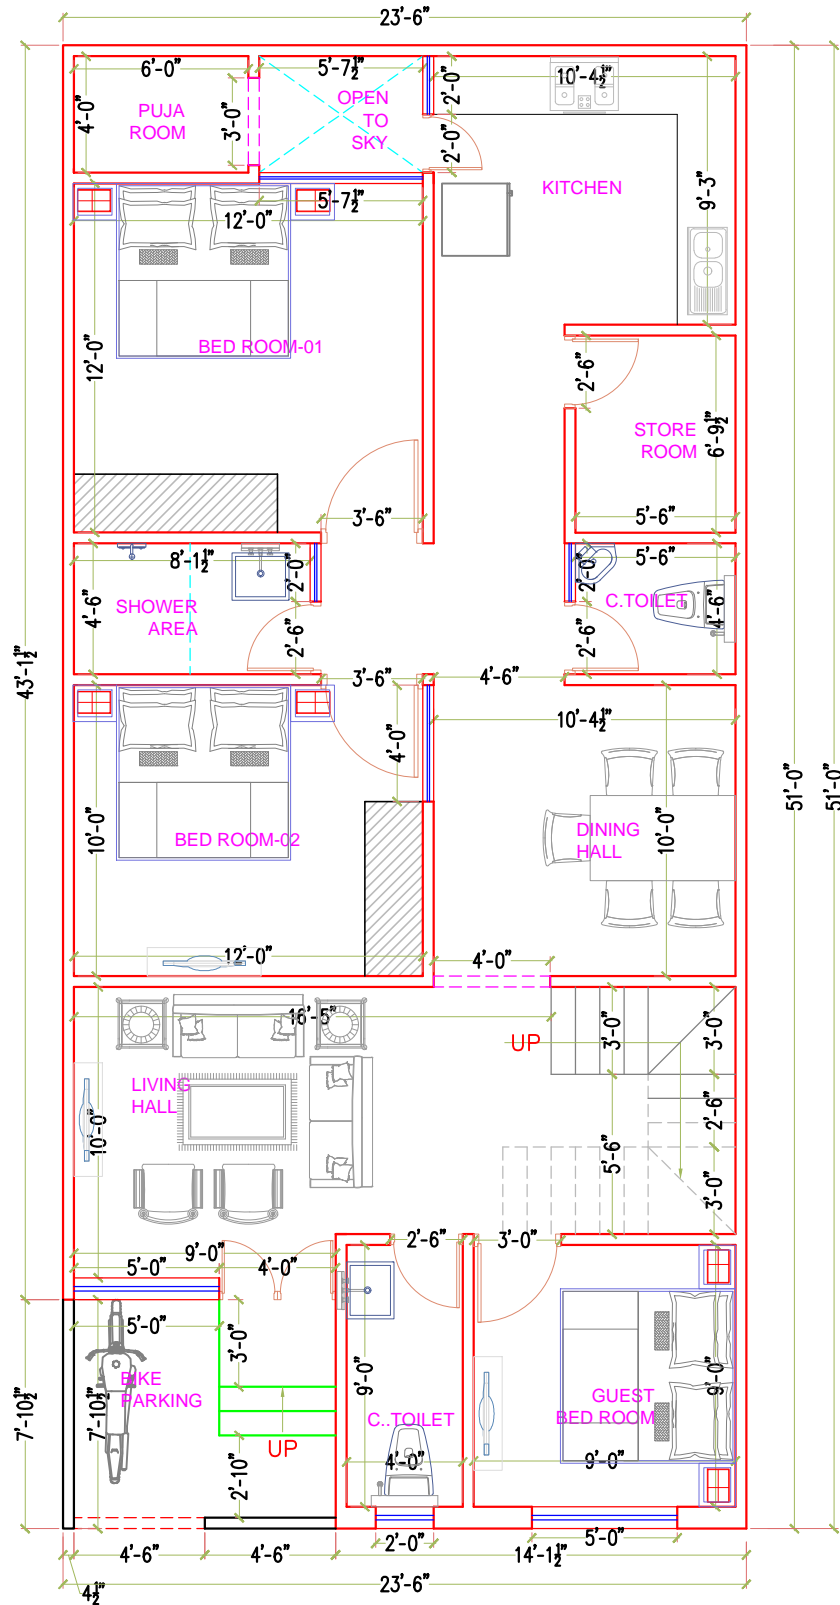 23'-6"
6'-0"
5'-7½"
10'-4½"
2'-0"
4'-0"
PUJA
ROOM
3'-0"
OPEN
TO
SKY
2'-0"
KITCHEN
9'-3"
12'-0"
5'-7½"
BED ROOM-01
12'-0"
2'-6"
STORE
ROOM
6'-9½"
3'-6"
5'-6"
8'-1½"
2'-0"
2'-0"
5'-6"
4'-6"
SHOWER
AREA
C.TOILET
4'-6"
2'-6"
2'-6"
43'-1½"
3'-6"
4'-6"
4'-0"
10'-4½"
51'-0"
51'-0"
BED ROOM-02
10'-0"
DINING
HALL
10'-0"
12'-0"
4'-0"
16'-5"
UP
3'-0"
3'-0"
LIVING
HALL
10'-0"
2'-6"
5'-6"
3'-0"
9'-0"
2'-6"
3'-0"
5'-0"
4'-0"
5'-0"
3'-0"
BIKE
PARKING
7'-10½"
7'-10½"
9'-0"
C..TOILET
GUEST
BED ROOM
9'-0"
UP
4'-0"
9'-0"
2'-10"
4'-6"
4'-6"
2'-0"
5'-0"
14'-1½"
4½"
23'-6"